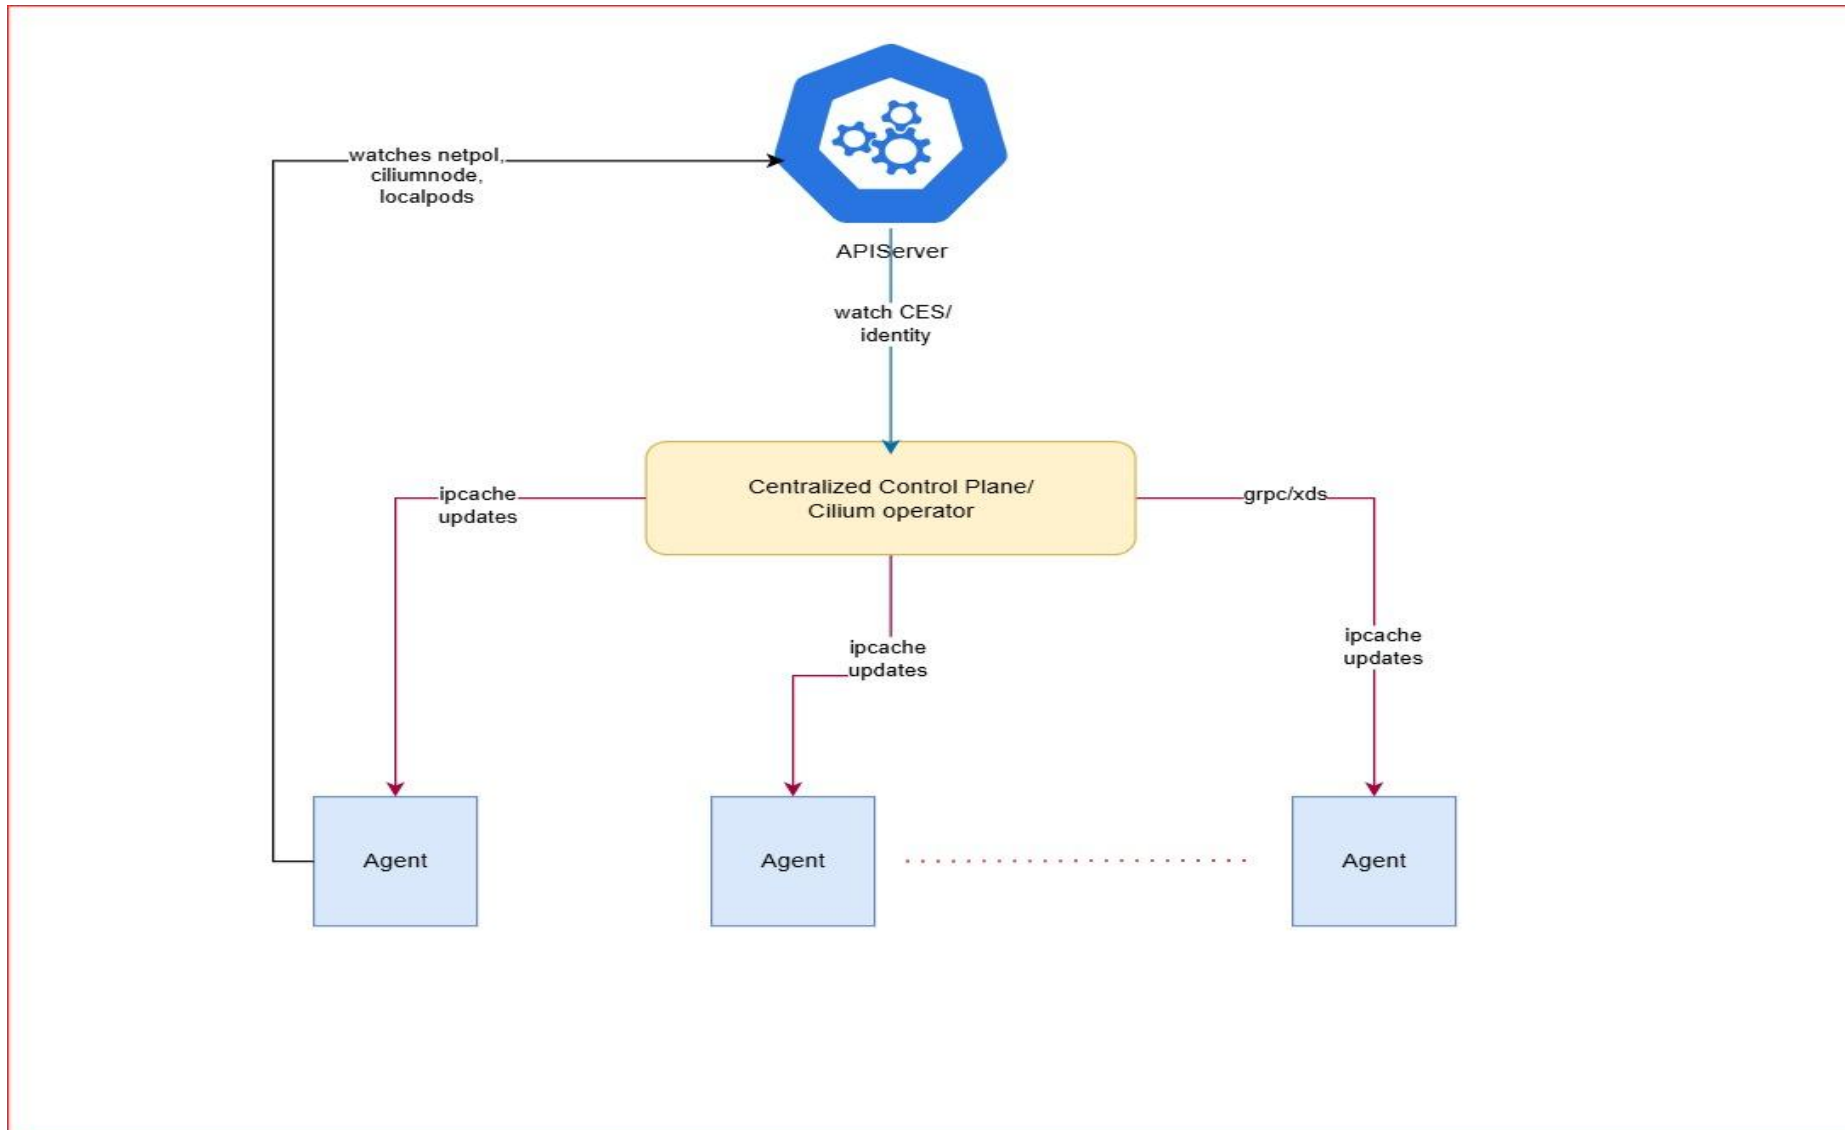 watches netpol,
ciliumnode,
localpods
APIServer
watch CES/
identity
Centralized Control Plane/
Cilium operator
ipcache
updates
grpc/xds
ipcache
updates
ipcache
updates
Agent
Agent
Agent